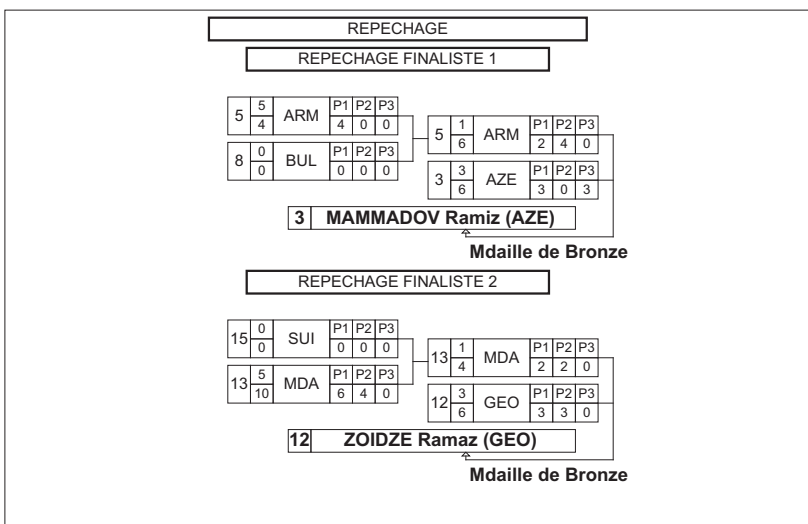 REPECHAGE
REPECHAGE FINALISTE 1
5 5 ARM P1 P2 P3
4 4 0 0
8 0 BUL P1 P2 P3
0 0 0 0
5 1 ARM P1 P2 P3
6 2 4 0
3 3 AZE P1 P2 P3
6 3 0 3
3 MAMMADOV Ramiz (AZE)
Mdaille de Bronze
REPECHAGE FINALISTE 2
15 0 SUI P1 P2 P3
0 0 0 0
13 5 MDA P1 P2 P3
10 6 4 0
13 1 MDA P1 P2 P3
4 2 2 0
12 3 GEO P1 P2 P3
6 3 3 0
12 ZOIDZE Ramaz (GEO)
Mdaille de Bronze